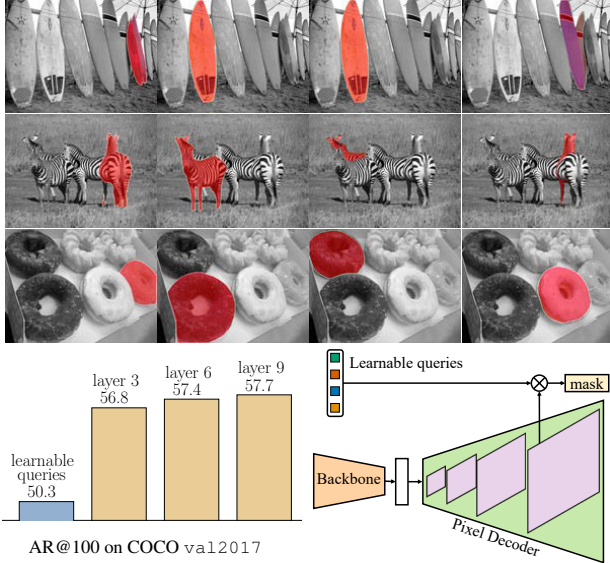 layer 3
56.8
layer 6
57.4
layer 9
57.7
learnable
queries
50.3
AR@100 on COCO val2017
Learnable queries
mask
Backbone
Pixel Decoder